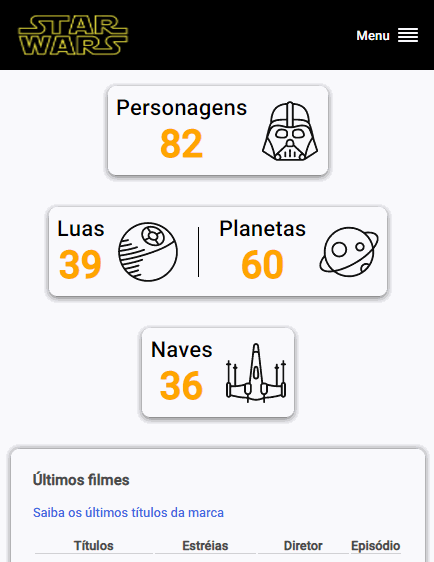 STAR
WARS
Menu
Personagens
82
Luas
39
Planetas
60
Naves
36
Últimos filmes
Saiba os últimos títulos da marca
Títulos Estréias Diretor Episódio